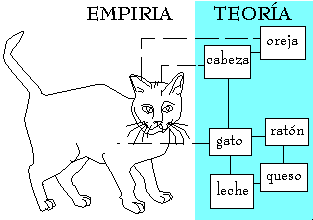 EMPIRIA TEORÍA
oreja
cabeza
gato
ratón
leche
queso